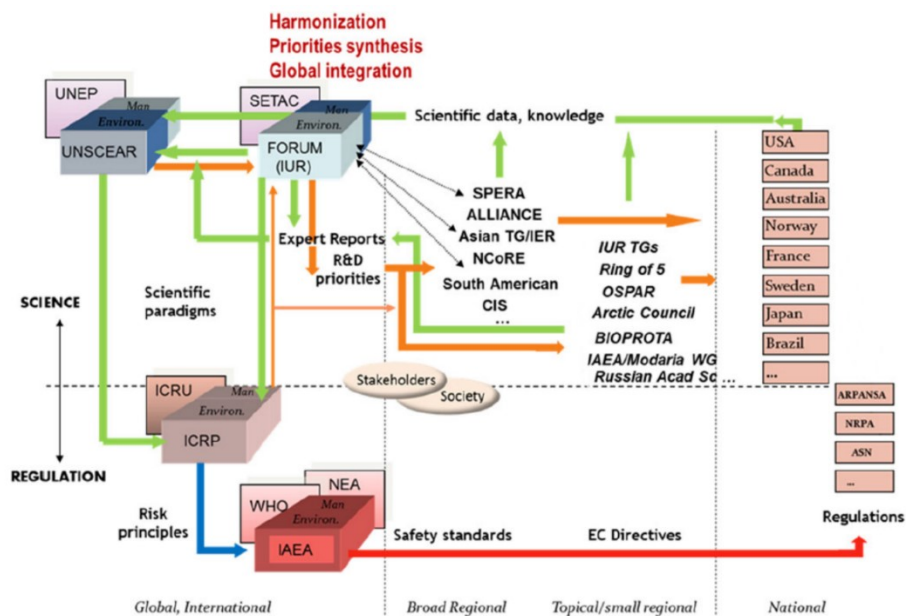 Harmonization
Priorities synthesis
Global integration
UNEP
Man
Environ.
UNSCEAR
SETAC
Man
Environ.
FORUM
(IUR)
Scientific data, knowledge
USA
Canada
Australia
Norway
France
Sweden
Japan
Brazil
...
SPERA
ALLIANCE
Asian TG/IER
NCoRE
South American
CIS
...
Expert Reports
R&D
priorities
IUR TGs
Ring of 5
OSPAR
Arctic Council
BIOPROTA
IAEA/Modaria WG
Russian Acad Sc ...
SCIENCE
Scientific
paradigms
Stakeholders
Society
ICRU
Man
Environ.
ICRP
REGULATION
ARPANSA
NRPA
ASN
...
Regulations
Risk
principles
WHO
NEA
Man
Environ.
IAEA
Safety standards
EC Directives
Global, International
Broad Regional
Topical/small regional
National